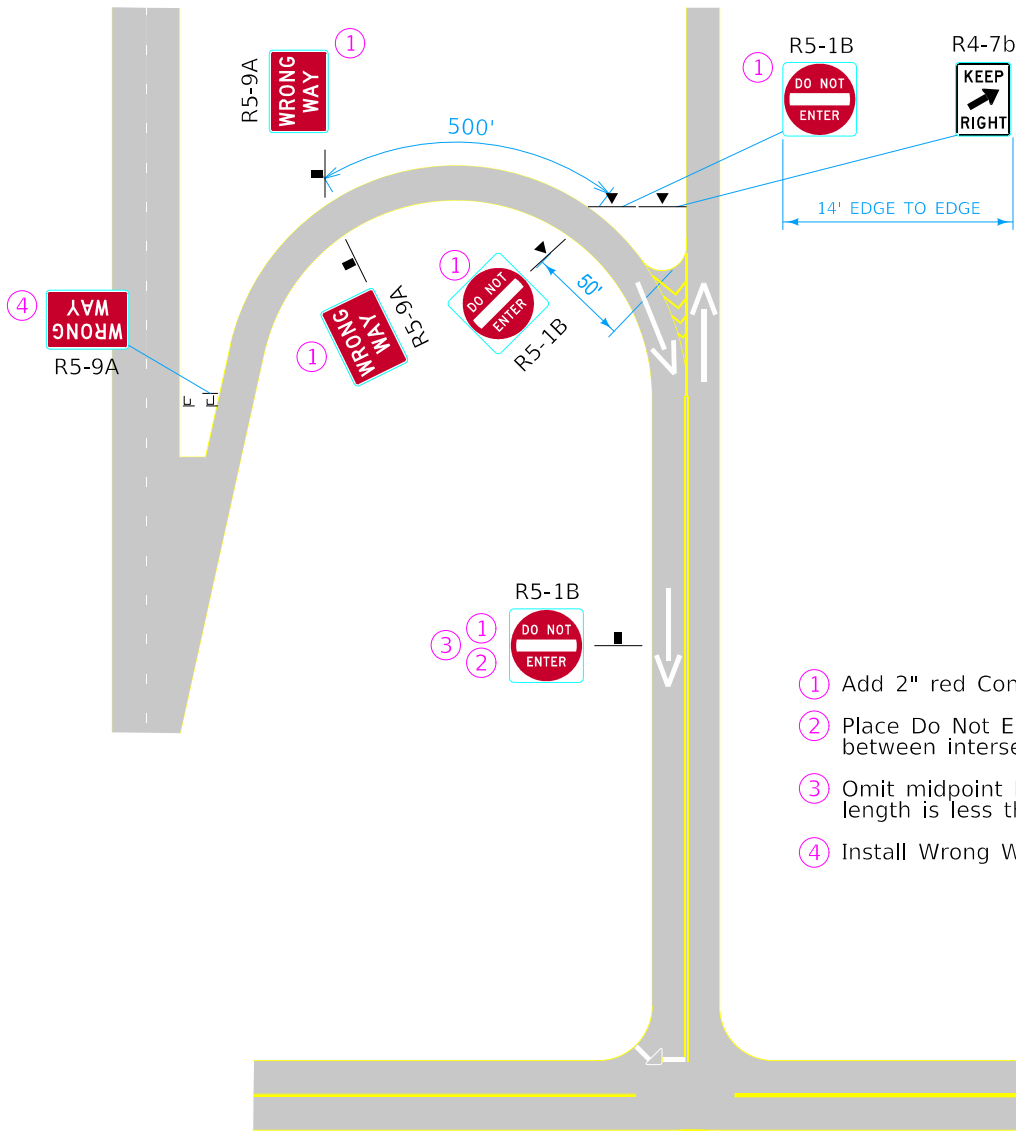 1
R5-9A
WRONG
WAY
500'
R5-1B
1
DO NOT
ENTER
R4-7b
KEEP
RIGHT
14' EDGE TO EDGE
4
WRONG
WAY
R5-9A
1
WRONG
WAY
R5-9A
1
DO NOT
ENTER
R5-1B
50'
R5-1B
3
1
2
DO NOT
ENTER
1 Add 2" red Con
2 Place Do Not E
between interse
3 Omit midpoint
length is less th
4 Install Wrong W